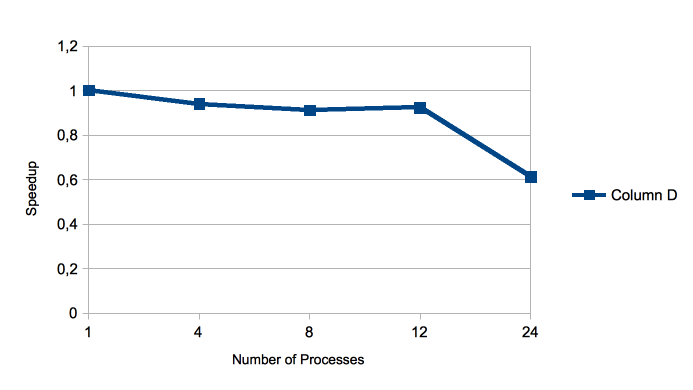 1,2
1
0,8
0,6
0,4
0,2
0
Speedup
1 4 8 12 24
Number of Processes
Column D